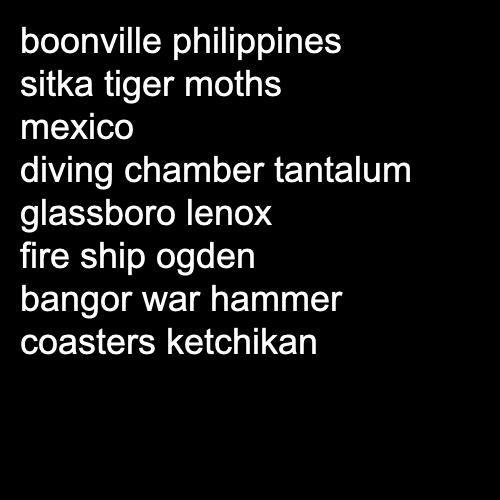 boonville philippines
sitka tiger moths
mexico
diving chamber tantalum
glassboro lenox
fire ship ogden
bangor war hammer
coasters ketchikan